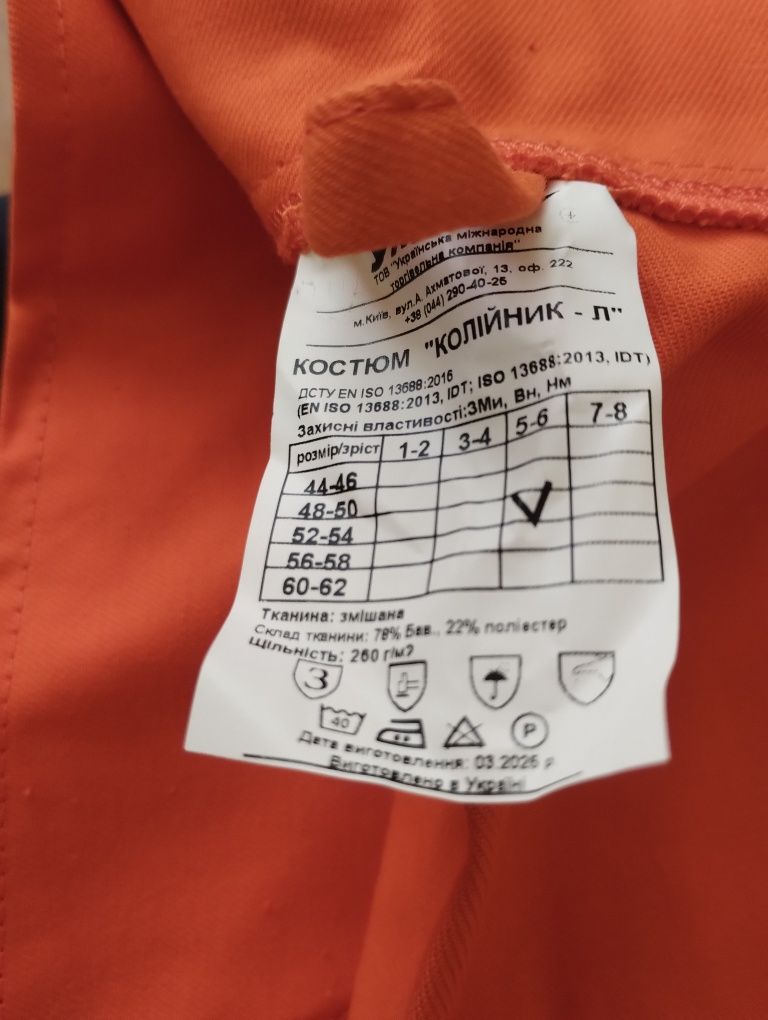 ТОВ "Українська міжнародна
торгівельна компанія"
м.Київ, вул.А. Ахматової, 13, оф. 222
+38 (044) 290-40-26
КОСТЮМ "КОЛІЙНИК - Л"
ДСТУ EN ISO 13688:2016
(EN ISO 13688:2013, IDT; ISO 13688:2013, IDT)
Захисні властивості:ЗМи, Вн, Нм
розмір/зріст 1-2 3-4 5-6 7-8
44-46
48-50
52-54
56-58
60-62
Тканина: змішана
Склад тканини: 78% бав., 22% поліестер
Щільність: 260 г/м?
З
40
P
Дата виготовлення: 03.2025 р
Виготовлено в Україні